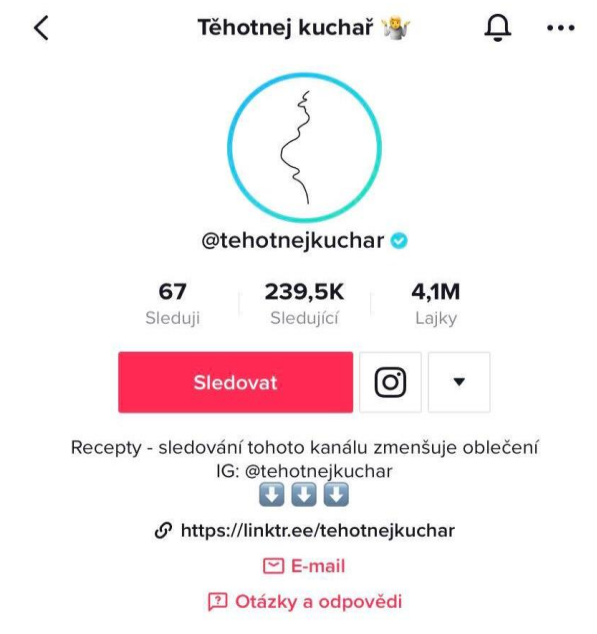 Těhotnej kuchař 🤷‍♂️
@tehotnejkuchar
67 239,5K 4,1M
Sleduji Sledující Lajky
Sledovat
Recepty - sledování tohoto kanálu zmenšuje oblečení
IG: @tehotnejkuchar
⬇️ ⬇️ ⬇️
https://linktr.ee/tehotnejkuchar
E-mail
Otázky a odpovědi